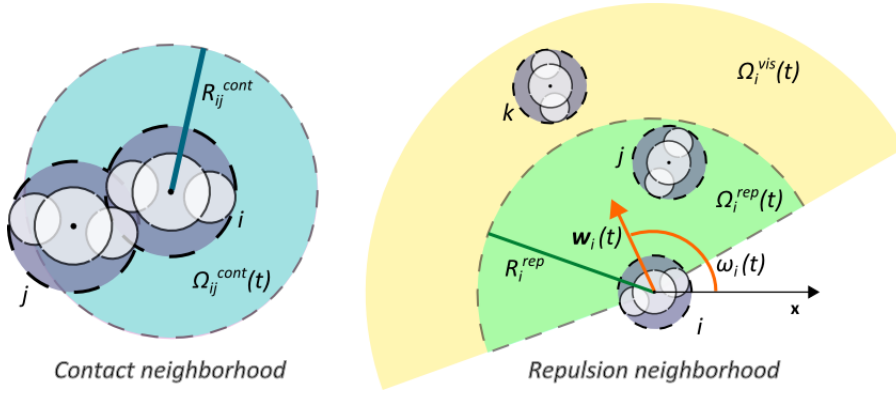 R_ij^cont
i
j
Ω_ij^cont(t)
Contact neighborhood
Ω_i^vis(t)
k
j
Ω_i^rep(t)
w_i(t)
R_i^rep
ω_i(t)
x
i
Repulsion neighborhood